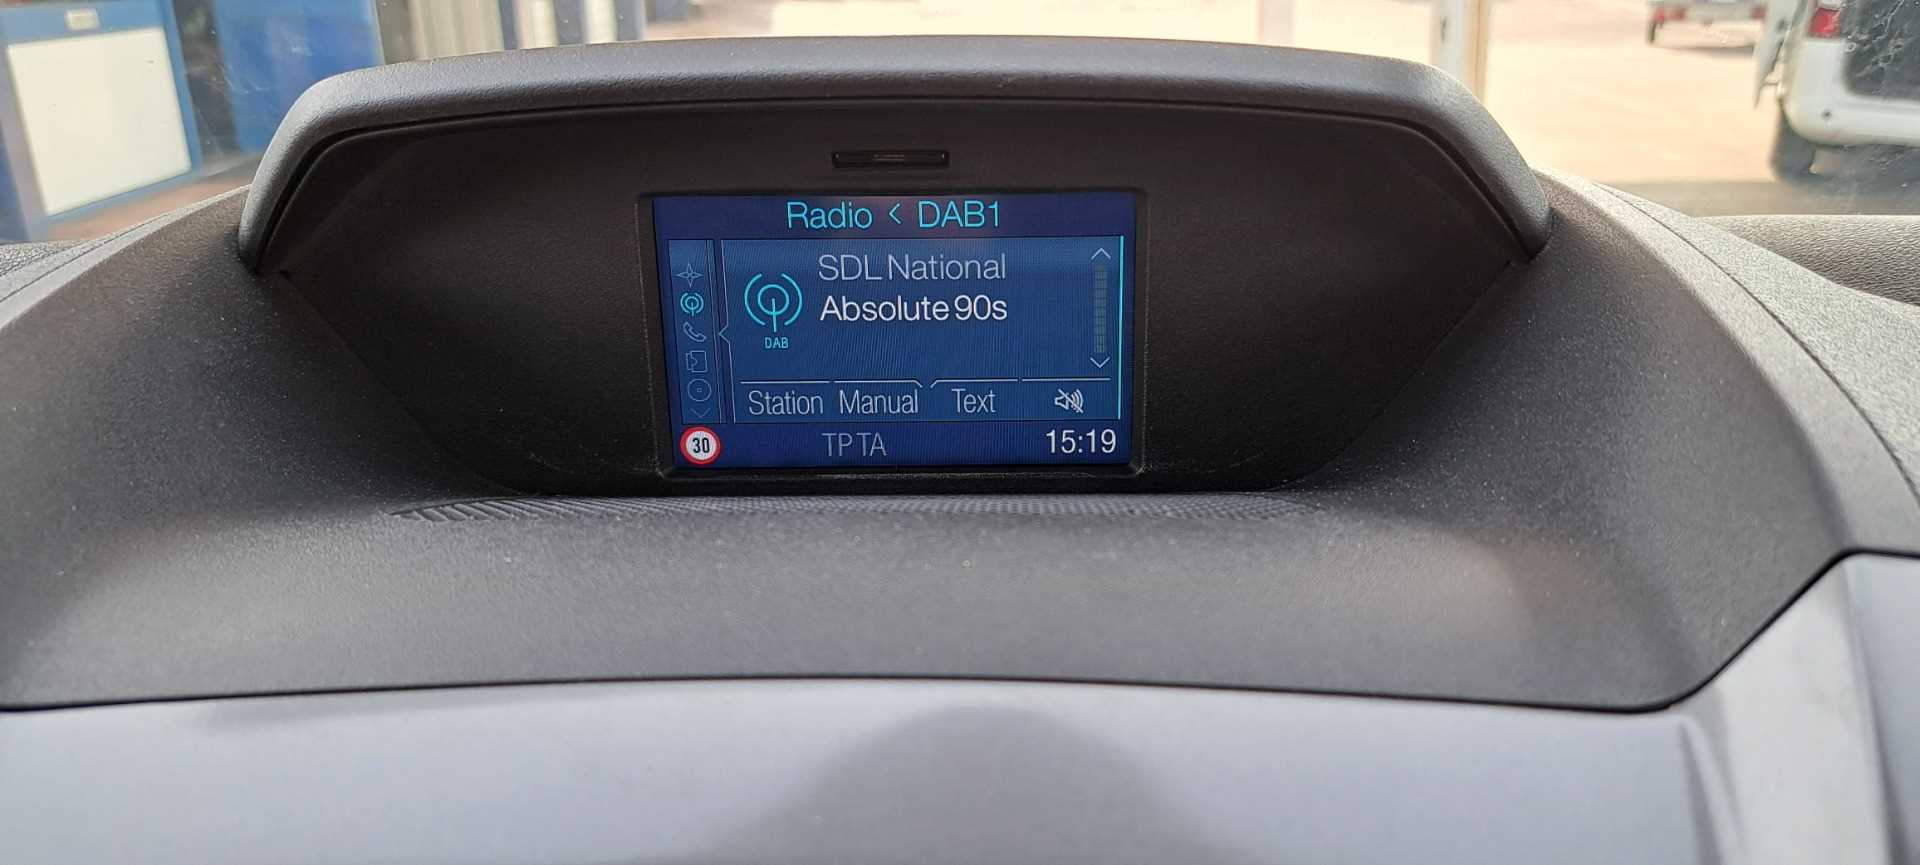 Radio < DAB1
SDL National
Absolute 90s
DAB
Station Manual Text
30 TP TA 15:19